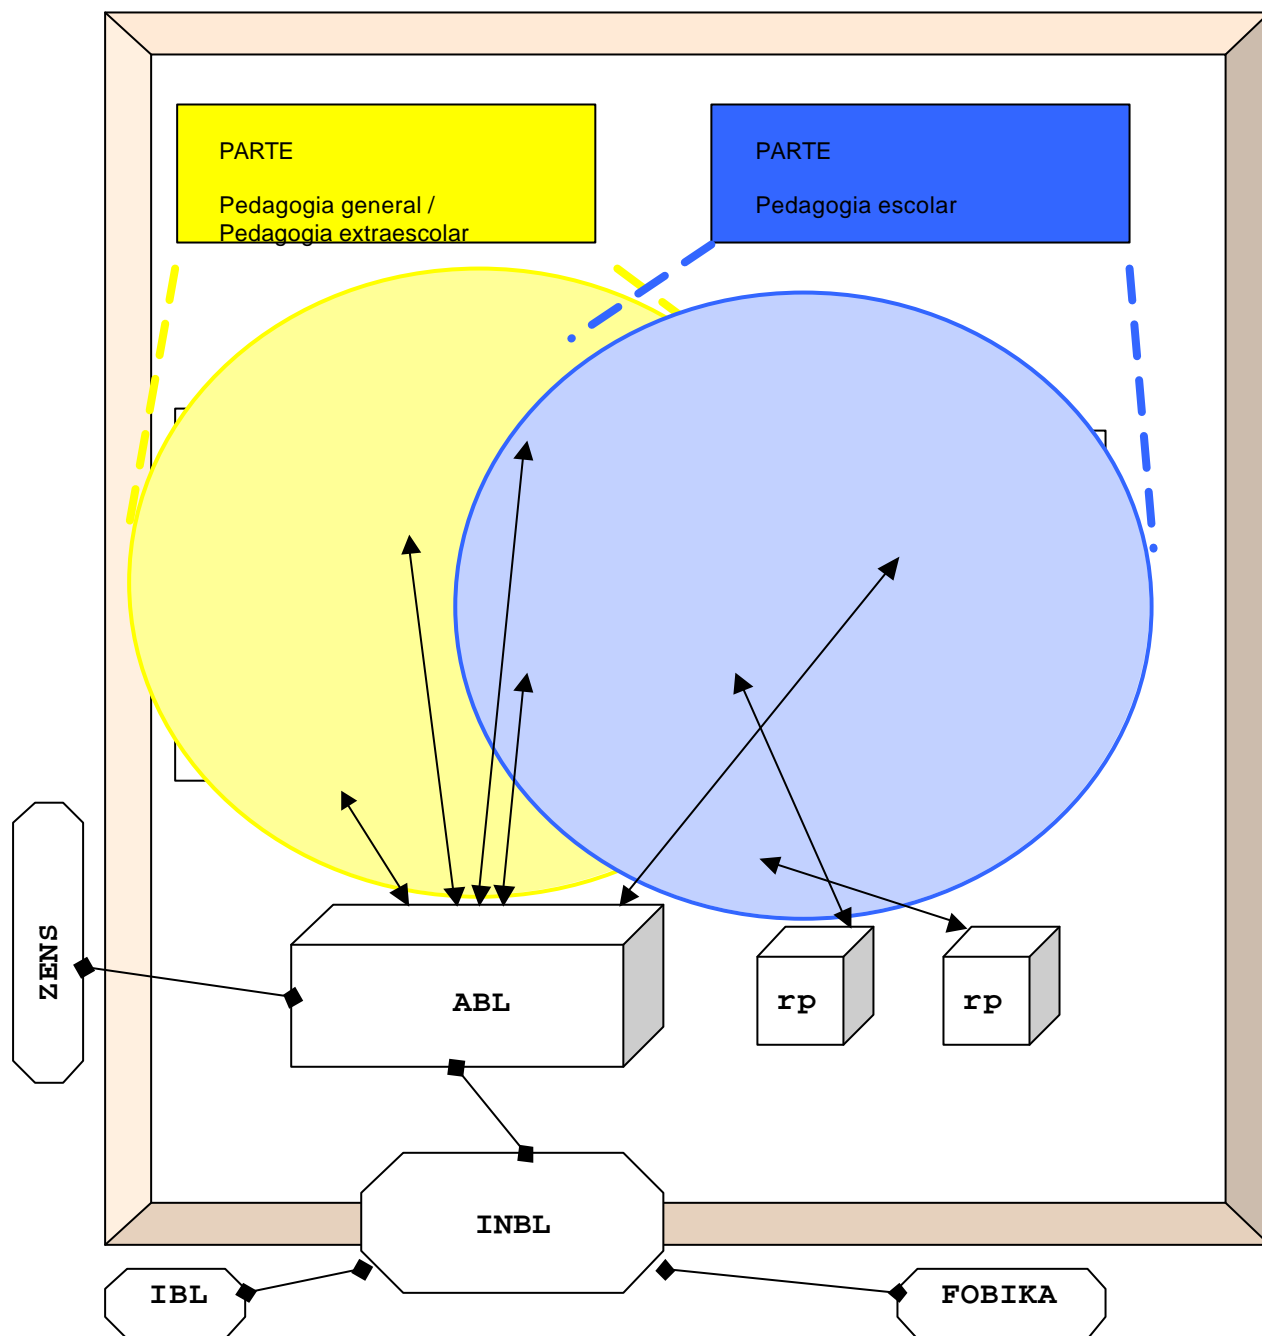 PARTE
Pedagogia general /
Pedagogia extraescolar
PARTE
Pedagogia escolar
ZENS
ABL
rp
rp
INBL
IBL
FOBIKA